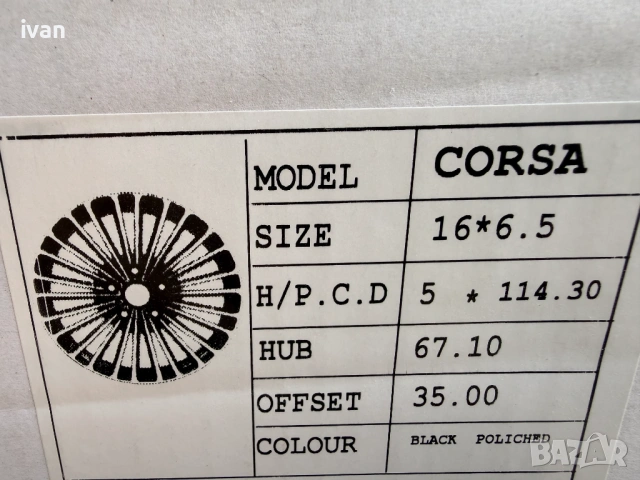 ivan
MODEL CORSA
SIZE 16*6.5
H/P.C.D 5 * 114.30
HUB 67.10
OFFSET 35.00
COLOUR BLACK POLICHED
BAZAR